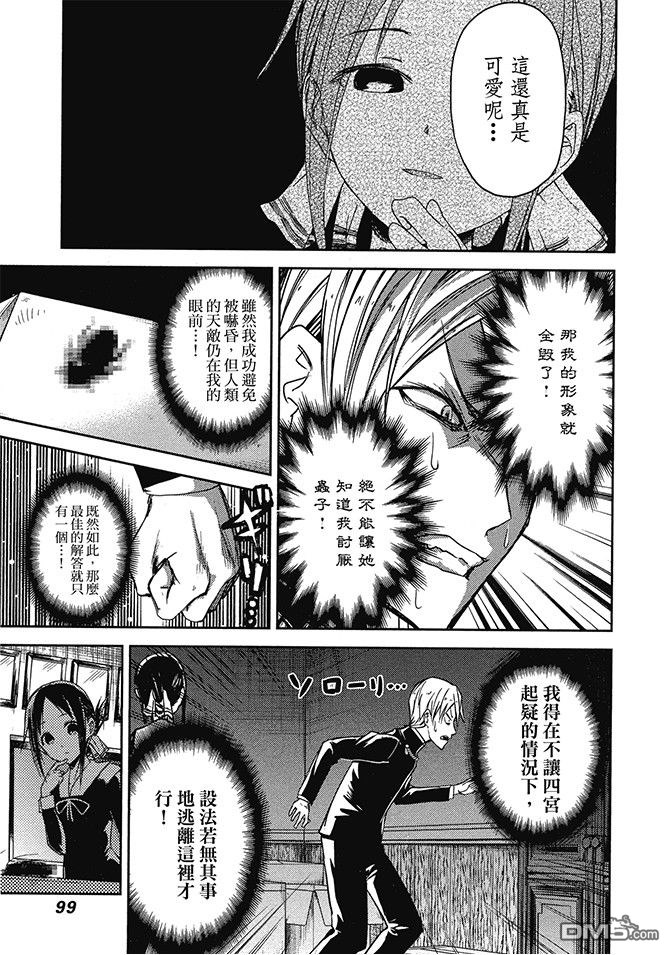 這還真是
可愛呢…
那我的形象就
全毀了！
絕不能讓她
知道我討厭
蟲子！
雖然我成功避免
被嚇昏，但人類
的天敵仍在我的
眼前…！
既然如此，那麼
最佳的解答就只
有一個…！
我得在不讓四宮
起疑的情況下，
ソローリ…
設法若無其事
地逃離這裡才
行！
99
DM5.com